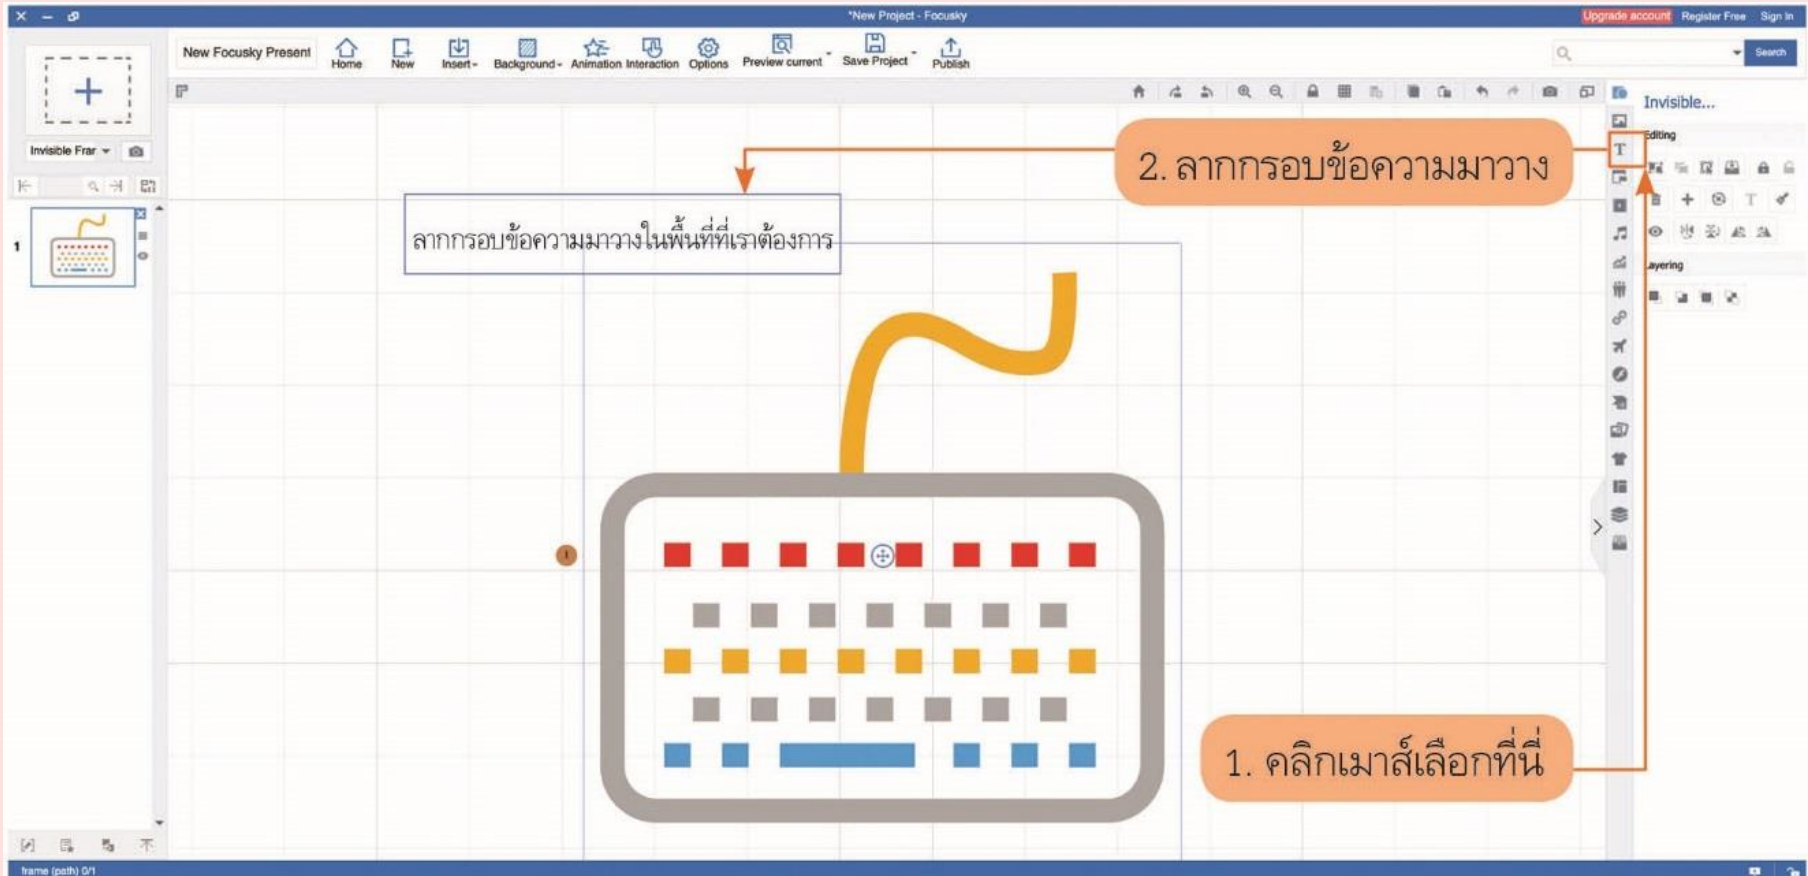 *New Project - Focusky
Upgrade account Register Free Sign In
New Focusky Present
Home
New
Insert
Background
Animation
Interaction
Options
Preview current
Save Project
Publish
Search
Invisible Frar
Invisible...
Editing
2. ลากกรอบข้อความมาวาง
T
T
ลากกรอบข้อความมาวางในพื้นที่ที่เราต้องการ
1
ayering
1
1. คลิกเมาส์เลือกที่นี่
frame (path) 0/1